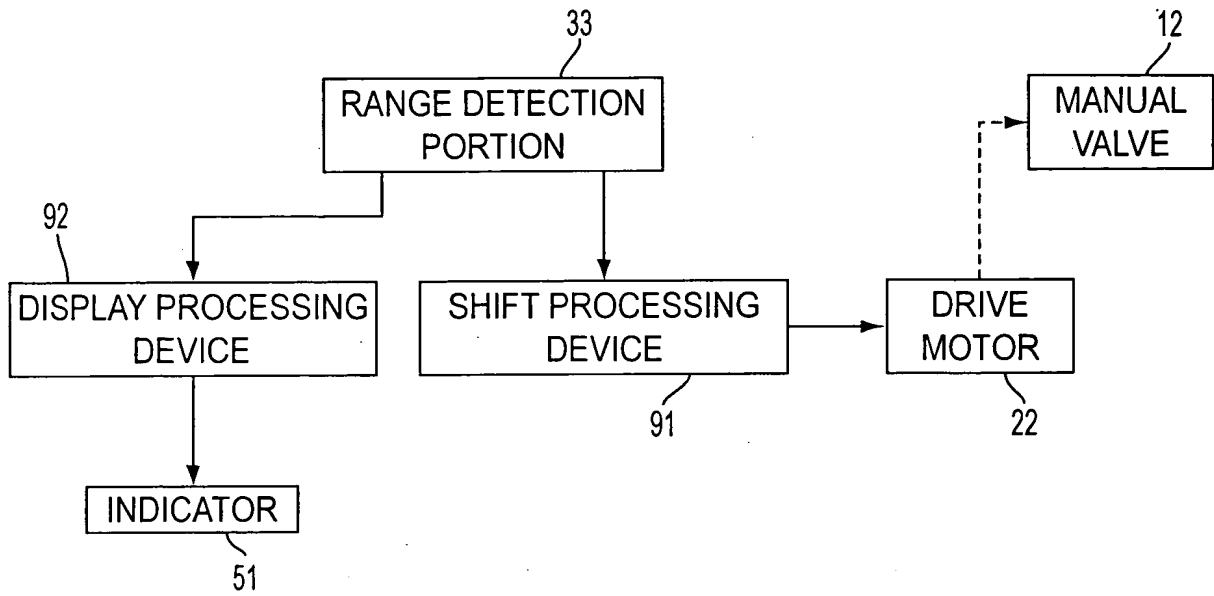 33
RANGE DETECTION
PORTION
12
MANUAL
VALVE
92
DISPLAY PROCESSING
DEVICE
SHIFT PROCESSING
DEVICE
91
DRIVE
MOTOR
22
INDICATOR
51